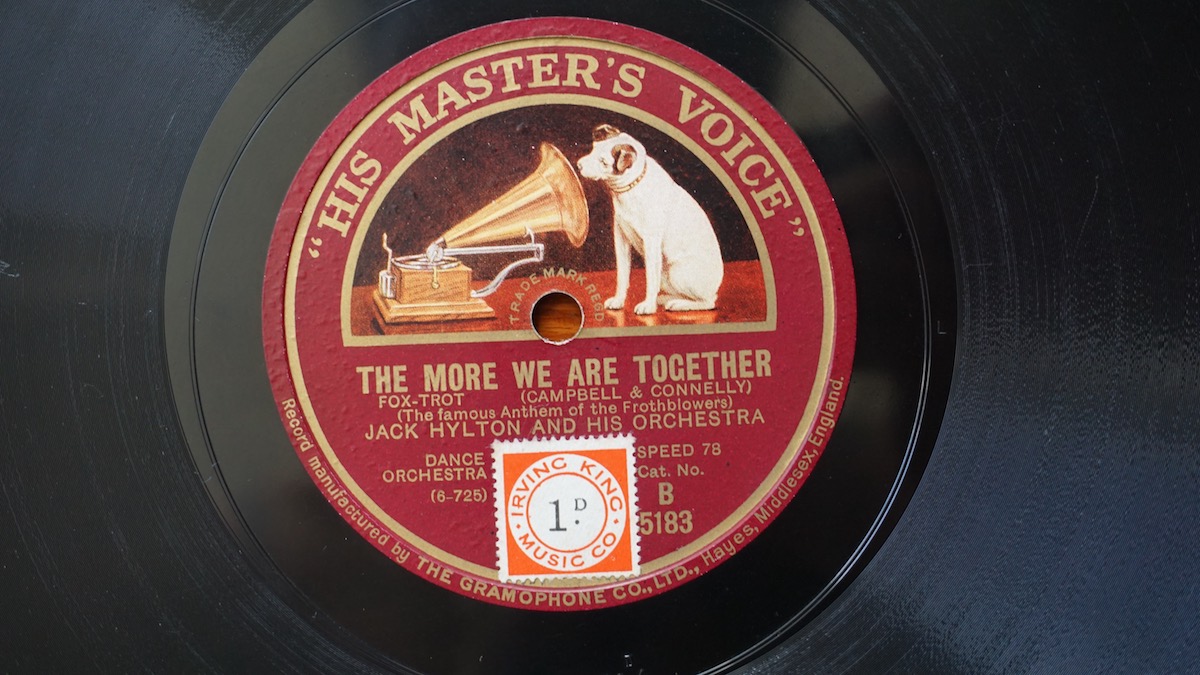 “HIS MASTER'S VOICE”
TRADE MARK REGD
THE MORE WE ARE TOGETHER
FOX-TROT (CAMPBELL & CONNELLY)
(The famous Anthem of the Frothblowers)
JACK HYLTON AND HIS ORCHESTRA
DANCE
ORCHESTRA
(6-725)
SPEED 78
Cat. No.
B
5183
IRVING KING
1D.
MUSIC CO.
Record manufactured by THE GRAMOPHONE CO., LTD., Hayes, Middlesex, England.